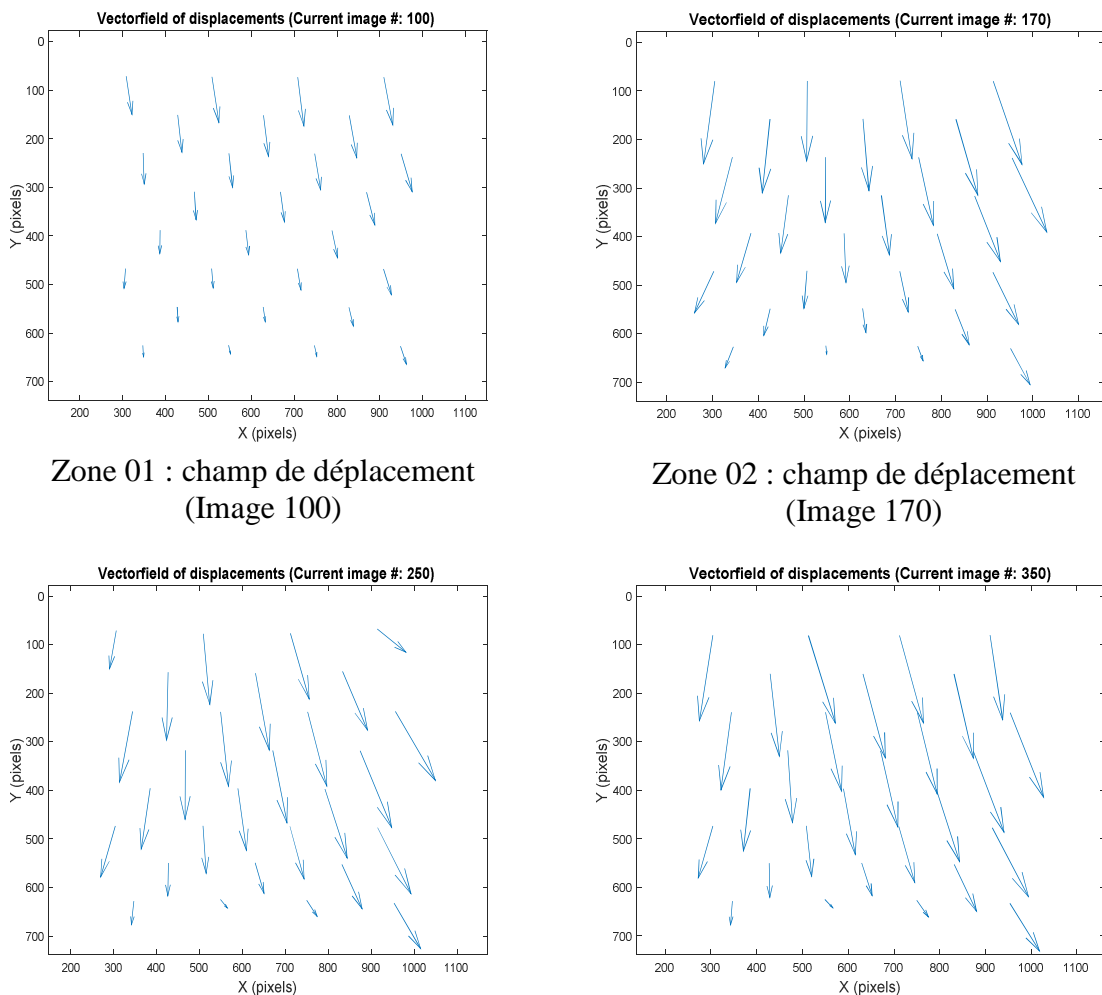 Vectorfield of displacements (Current image #: 100)
0
100
200
300
400
500
600
700
Y (pixels)
200 300 400 500 600 700 800 900 1000 1100
X (pixels)
Zone 01 : champ de déplacement
(Image 100)
Vectorfield of displacements (Current image #: 170)
0
100
200
300
400
500
600
700
Y (pixels)
200 300 400 500 600 700 800 900 1000 1100
X (pixels)
Zone 02 : champ de déplacement
(Image 170)
Vectorfield of displacements (Current image #: 250)
0
100
200
300
400
500
600
700
Y (pixels)
200 300 400 500 600 700 800 900 1000 1100
X (pixels)
Vectorfield of displacements (Current image #: 350)
0
100
200
300
400
500
600
700
Y (pixels)
200 300 400 500 600 700 800 900 1000 1100
X (pixels)